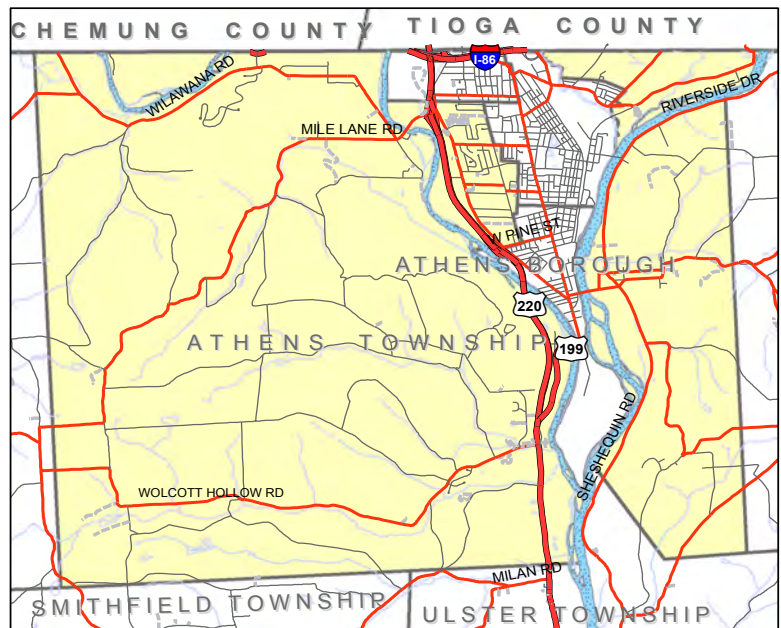 CHEMUNG COUNTY
TIOGA COUNTY
I-86
WILAWANA RD
RIVERSIDE DR
MILE LANE RD
W PINE ST
ATHENS BOROUGH
220
ATHENS TOWNSHIP
199
SHESHEQUIN RD
WOLCOTT HOLLOW RD
MILAN RD
SMITHFIELD TOWNSHIP
ULSTER TOWNSHIP